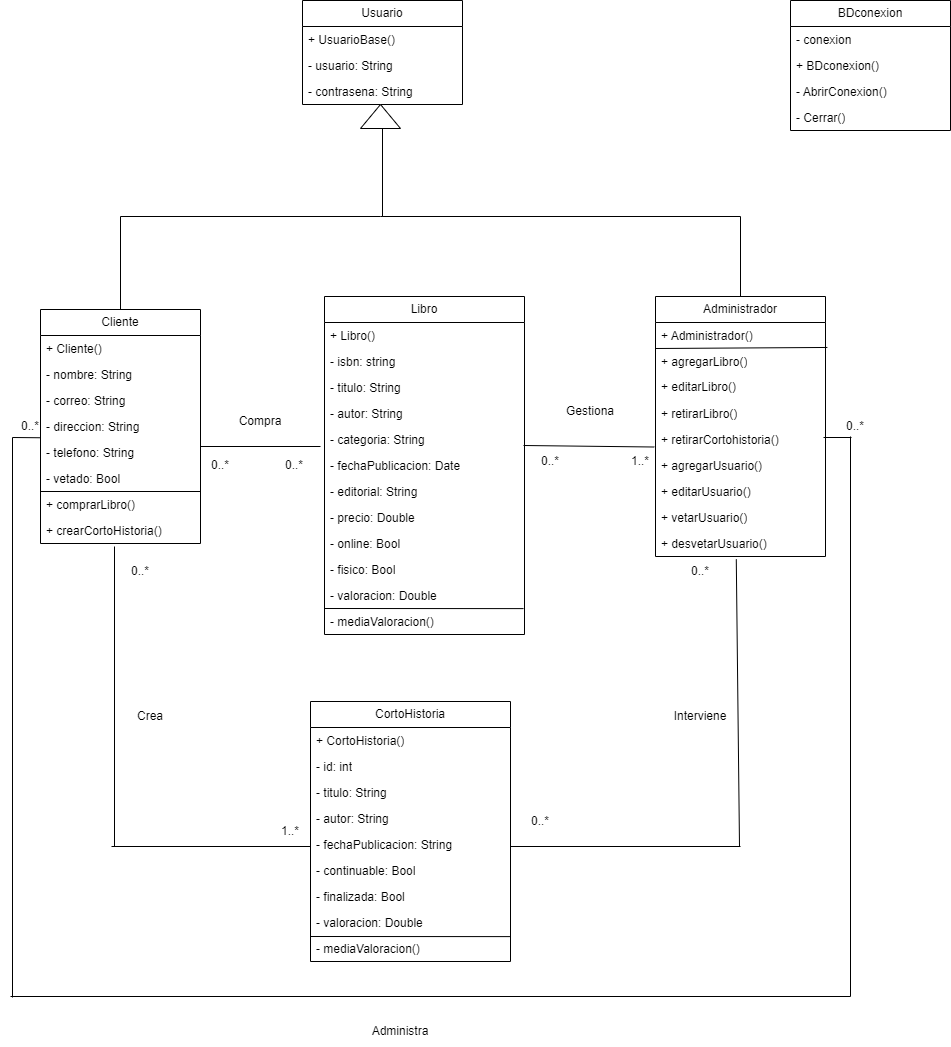 Usuario
+ UsuarioBase()
- usuario: String
- contrasena: String
BDconexion
- conexion
+ BDconexion()
- AbrirConexion()
- Cerrar()
Cliente
+ Cliente()
- nombre: String
- correo: String
- direccion: String
- telefono: String
- vetado: Bool
+ comprarLibro()
+ crearCortoHistoria()
Libro
+ Libro()
- isbn: string
- titulo: String
- autor: String
- categoria: String
- fechaPublicacion: Date
- editorial: String
- precio: Double
- online: Bool
- fisico: Bool
- valoracion: Double
- mediaValoracion()
Administrador
+ Administrador()
+ agregarLibro()
+ editarLibro()
+ retirarLibro()
+ retirarCortohistoria()
+ agregarUsuario()
+ editarUsuario()
+ vetarUsuario()
+ desvetarUsuario()
Compra
0..*
0..*
Gestiona
0..*
1..*
0..*
0..*
0..*
0..*
Crea
Interviene
1..*
0..*
CortoHistoria
+ CortoHistoria()
- id: int
- titulo: String
- autor: String
- fechaPublicacion: String
- continuable: Bool
- finalizada: Bool
- valoracion: Double
- mediaValoracion()
Administra